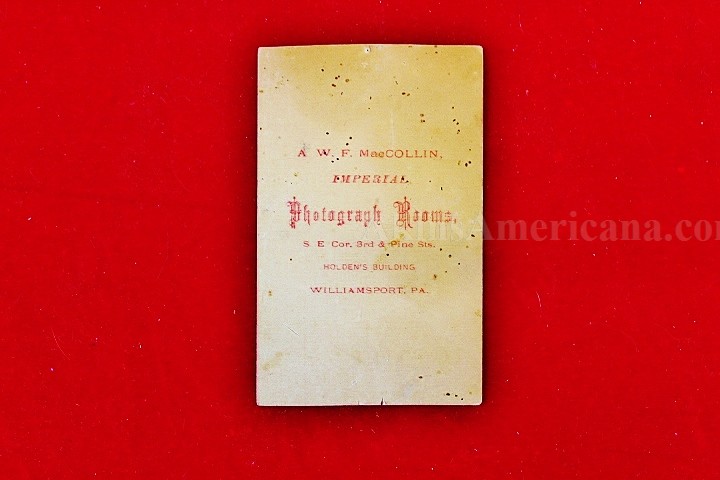 A. W. F. MacCOLLIN,
IMPERIAL
Photograph Rooms,
S. E. Cor. 3rd & Pine Sts.
HOLDEN'S BUILDING
WILLIAMSPORT, PA.